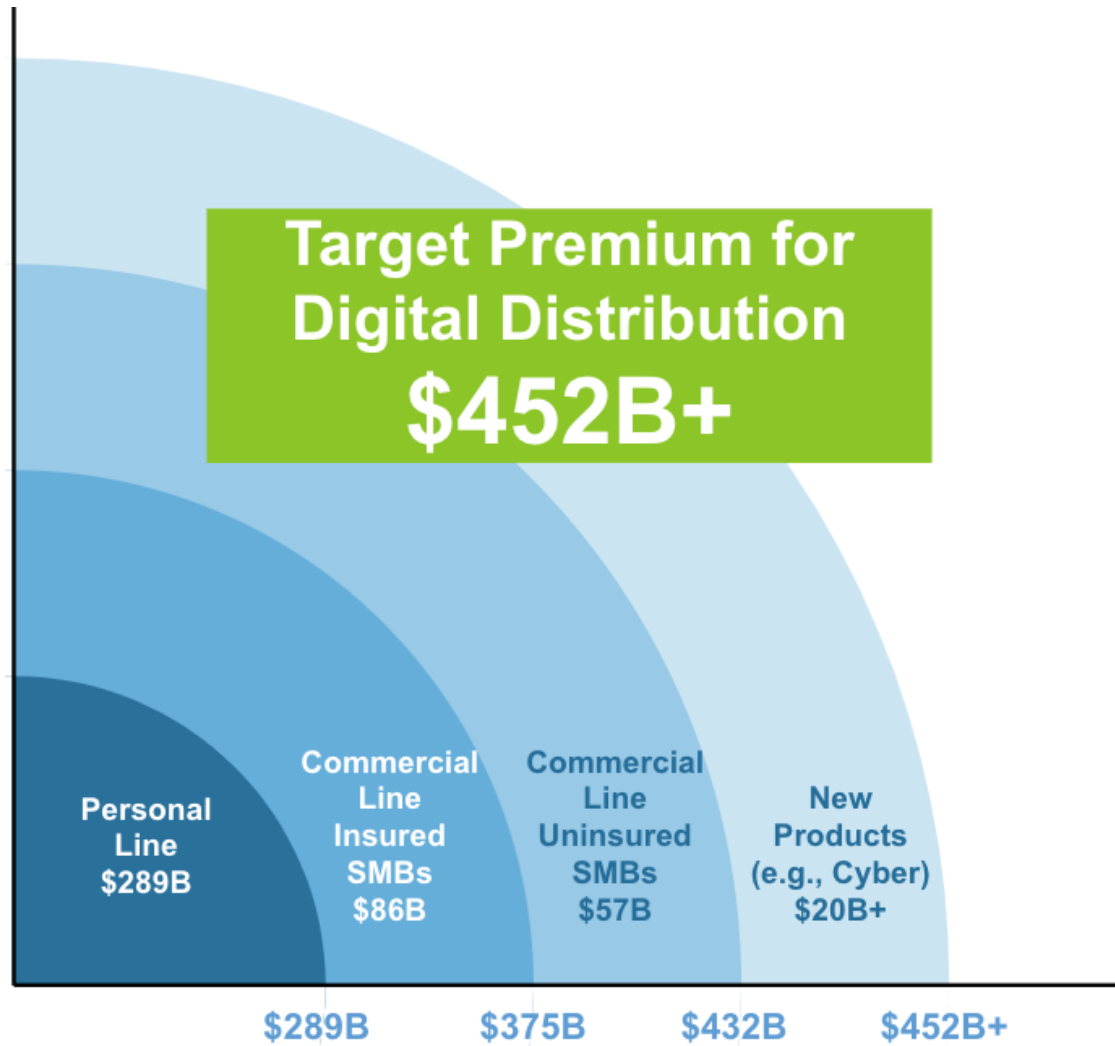 Target Premium for
Digital Distribution
$452B+
Personal
Line
$289B
Commercial
Line
Insured
SMBs
$86B
Commercial
Line
Uninsured
SMBs
$57B
New
Products
(e.g., Cyber)
$20B+
$289B
$375B
$432B
$452B+